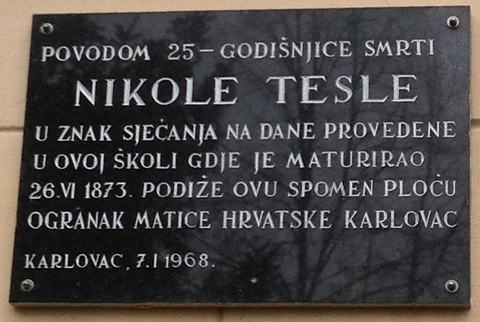 POVODOM 25-GODIŠNJICE SMRTI
NIKOLE TESLE
U ZNAK SJEĆANJA NA DANE PROVEDENE
U OVOJ ŠKOLI GDJE JE MATURIRAO
26.VI 1873. PODIŽE OVU SPOMEN PLOČU
OGRANAK MATICE HRVATSKE KARLOVAC
KARLOVAC, 7.I 1968.